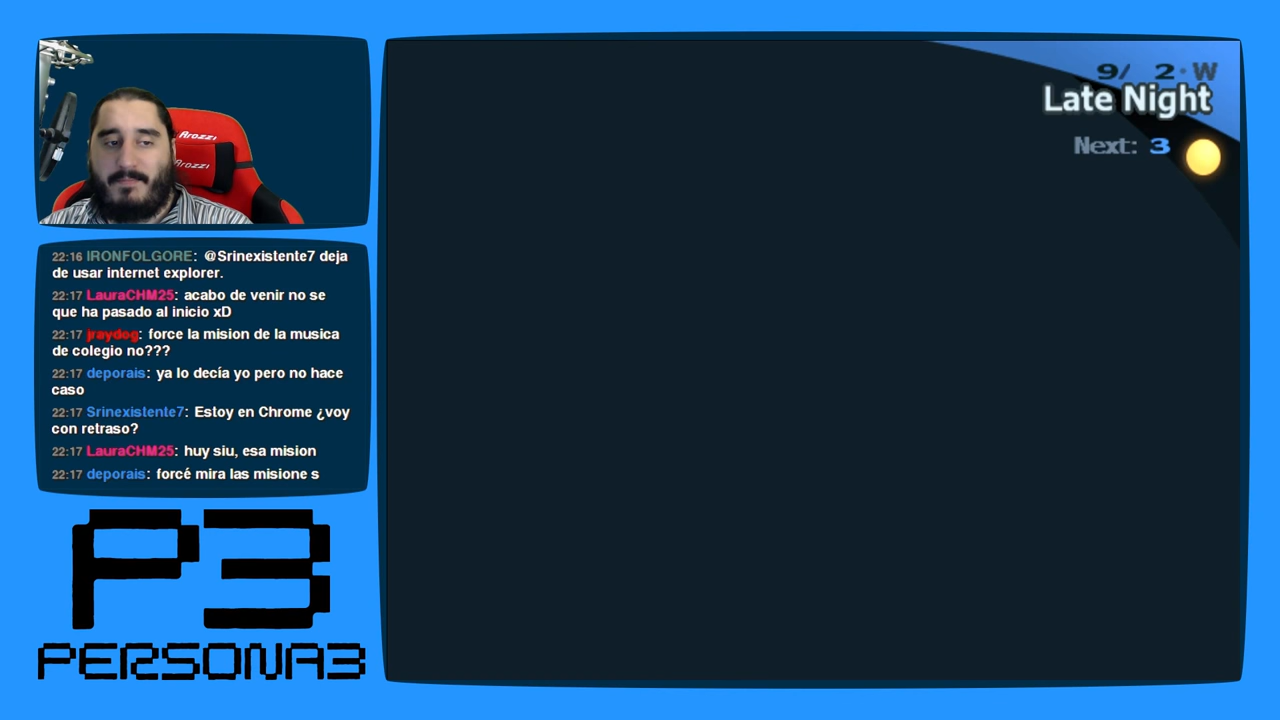 9/ 2・W
Late Night
Next: 3
Arozzi
Arozzi
22:16 IRONFOLGORE: @Srinexistente7 deja
de usar internet explorer.
22:17 LauraCHM25: acabo de venir no se
que ha pasado al inicio xD
22:17 jraydog: force la mision de la musica
de colegio no???
22:17 deporais: ya lo decía yo pero no hace
caso
22:17 Srinexistente7: Estoy en Chrome ¿voy
con retraso?
22:17 LauraCHM25: huy siu, esa mision
22:17 deporais: forcé mira las misione s
P3
PERSONA3